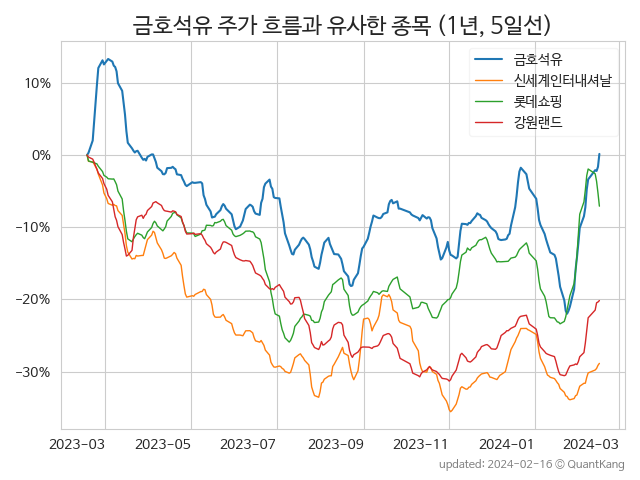 금호석유 주가 흐름과 유사한 종목 (1년, 5일선)
금호석유
신세계인터내셔날
롯데쇼핑
강원랜드
10%
0%
−10%
−20%
−30%
2023−03 2023−05 2023−07 2023−09 2023−11 2024−01 2024−03
updated: 2024-02-16 © QuantKang